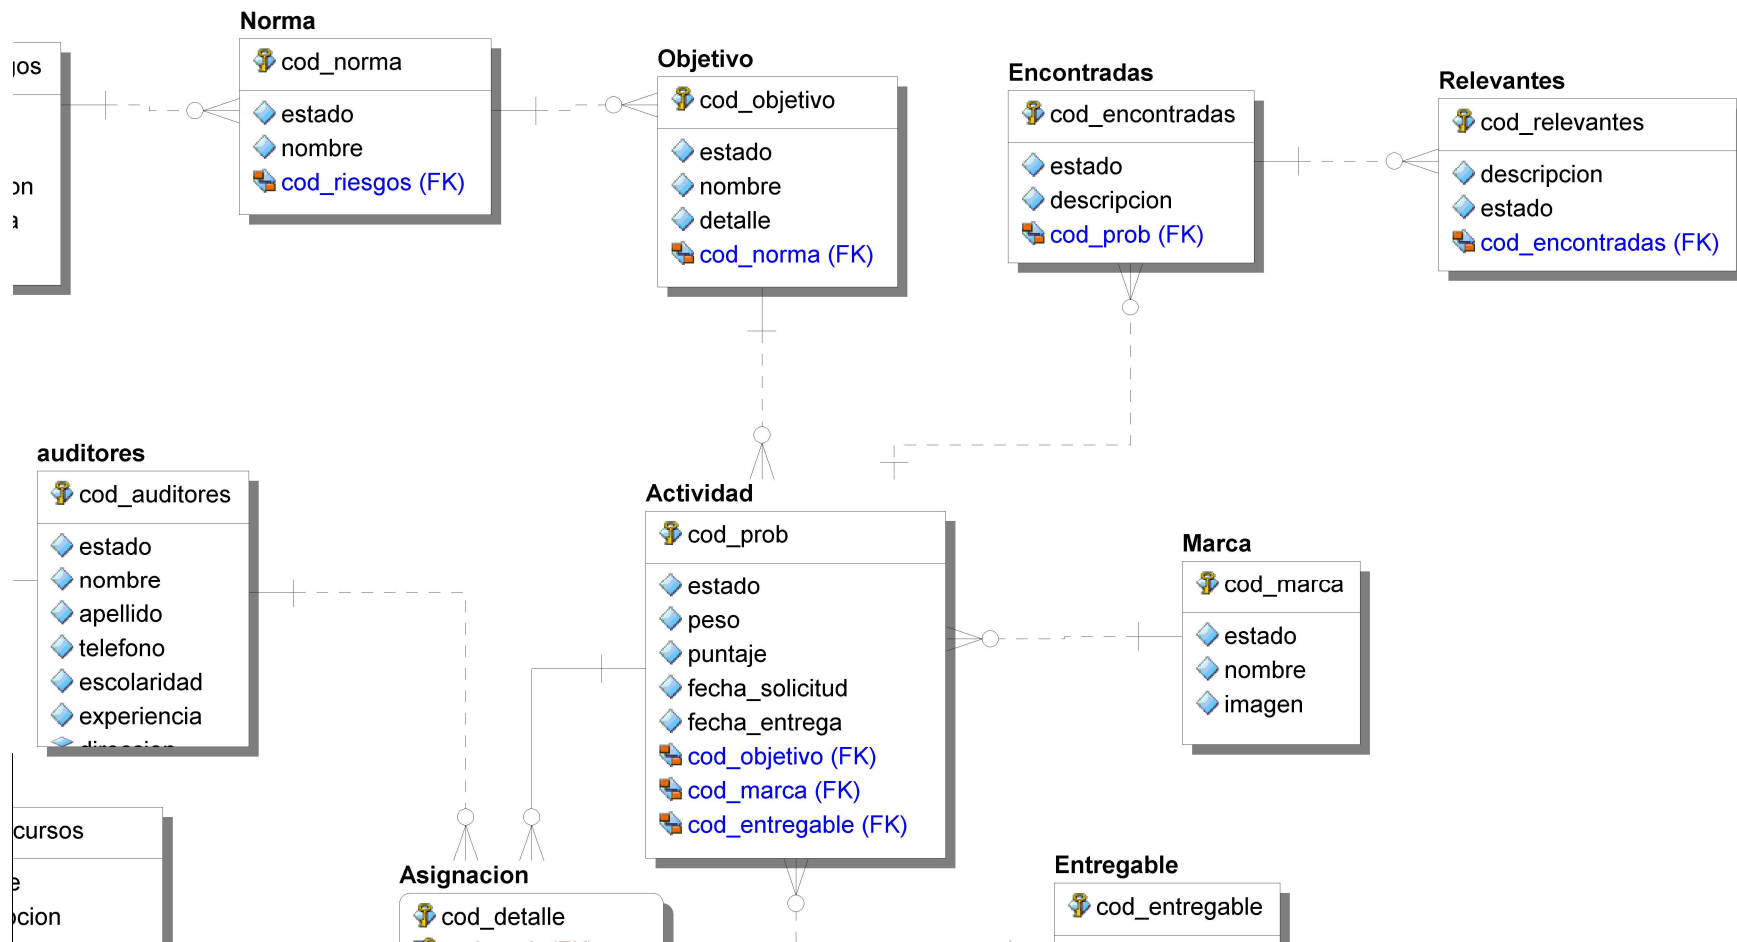 Norma
cod_norma
estado
nombre
cod_riesgos (FK)
Objetivo
cod_objetivo
estado
nombre
detalle
cod_norma (FK)
Encontradas
cod_encontradas
estado
descripcion
cod_prob (FK)
Relevantes
cod_relevantes
descripcion
estado
cod_encontradas (FK)
auditores
cod_auditores
estado
nombre
apellido
telefono
escolaridad
experiencia
Actividad
cod_prob
estado
peso
puntaje
fecha_solicitud
fecha_entrega
cod_objetivo (FK)
cod_marca (FK)
cod_entregable (FK)
Marca
cod_marca
estado
nombre
imagen
cursos
Asignacion
cod_detalle
Entregable
cod_entregable